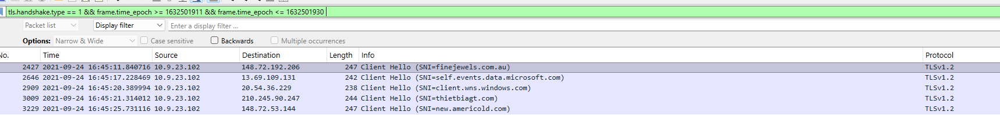 tls.handshake.type == 1 && frame.time_epoch >= 1632501911 && frame.time_epoch <= 1632501930
Packet list Display filter Enter a display filter ...
Options: Narrow & Wide Case sensitive Backwards Multiple occurrences
No. Time Source Destination Length Info Protocol
2427 2021-09-24 16:45:11.840716 10.9.23.102 148.72.192.206 247 Client Hello (SNI=finejewels.com.au) TLSv1.2
2646 2021-09-24 16:45:17.228469 10.9.23.102 13.69.109.131 242 Client Hello (SNI=self.events.data.microsoft.com) TLSv1.2
2909 2021-09-24 16:45:20.389994 10.9.23.102 20.54.36.229 238 Client Hello (SNI=client.wns.windows.com) TLSv1.2
3009 2021-09-24 16:45:21.314012 10.9.23.102 210.245.90.247 244 Client Hello (SNI=thietbiagt.com) TLSv1.2
3229 2021-09-24 16:45:25.731116 10.9.23.102 148.72.53.144 247 Client Hello (SNI=new.americold.com) TLSv1.2